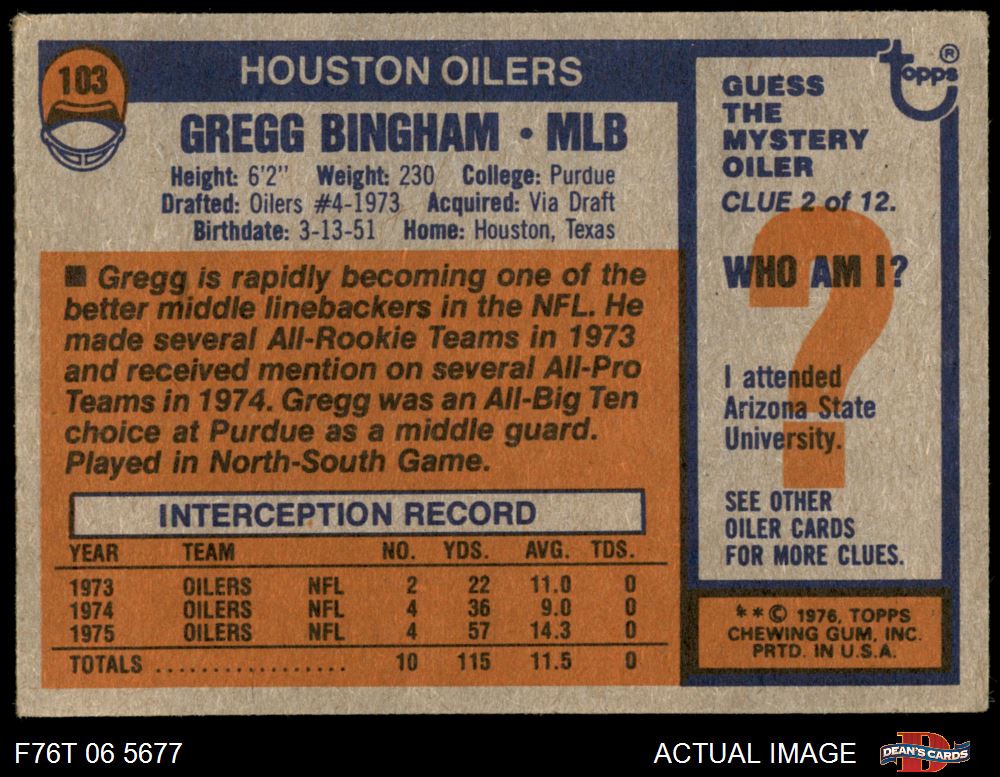 103
HOUSTON OILERS
GREGG BINGHAM • MLB
Height: 6'2" Weight: 230 College: Purdue
Drafted: Oilers #4-1973 Acquired: Via Draft
Birthdate: 3-13-51 Home: Houston, Texas
■ Gregg is rapidly becoming one of the
better middle linebackers in the NFL. He
made several All-Rookie Teams in 1973
and received mention on several All-Pro
Teams in 1974. Gregg was an All-Big Ten
choice at Purdue as a middle guard.
Played in North-South Game.
INTERCEPTION RECORD
YEAR TEAM NO. YDS. AVG. TDS.
1973 OILERS NFL 2 22 11.0 0
1974 OILERS NFL 4 36 9.0 0
1975 OILERS NFL 4 57 14.3 0
TOTALS .................. 10 115 11.5 0
topps ®
GUESS
THE
MYSTERY
OILER
CLUE 2 of 12.
?
WHO AM I?
I attended
Arizona State
University.
SEE OTHER
OILER CARDS
FOR MORE CLUES.
* * © 1976, TOPPS
CHEWING GUM, INC.
PRTD. IN U.S.A.
F76T 06 5677
ACTUAL IMAGE
D
DEAN'S CARDS